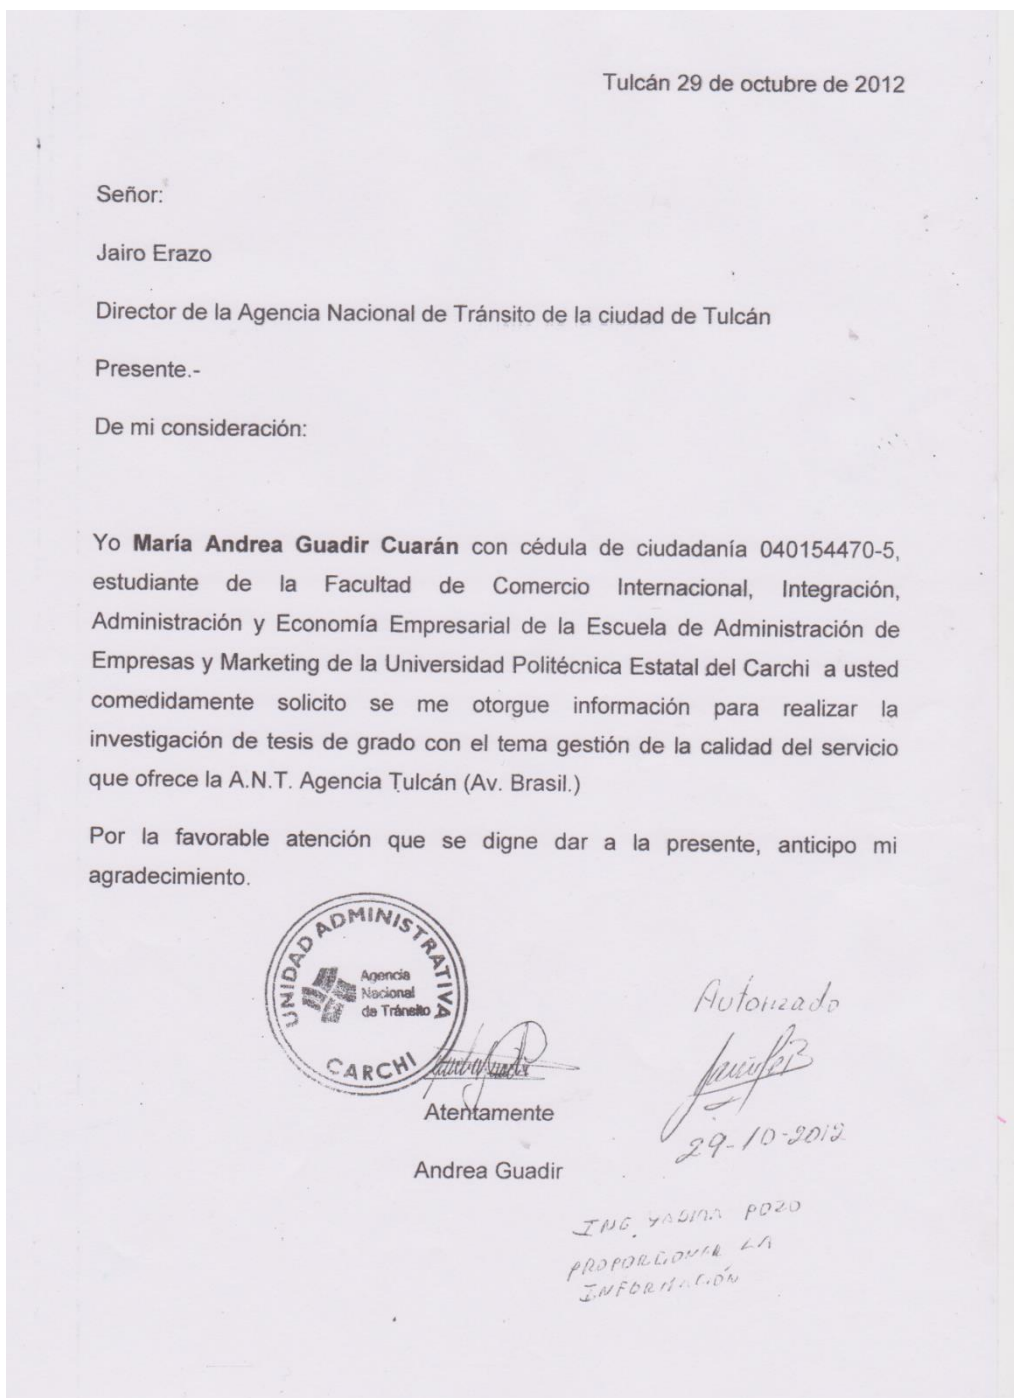 Tulcán 29 de octubre de 2012
Señor:
Jairo Erazo
Director de la Agencia Nacional de Tránsito de la ciudad de Tulcán
Presente.-
De mi consideración:
Yo María Andrea Guadir Cuarán con cédula de ciudadanía 040154470-5,
estudiante de la Facultad de Comercio Internacional, Integración,
Administración y Economía Empresarial de la Escuela de Administración de
Empresas y Marketing de la Universidad Politécnica Estatal del Carchi a usted
comedidamente solicito se me otorgue información para realizar la
investigación de tesis de grado con el tema gestión de la calidad del servicio
que ofrece la A.N.T. Agencia Tulcán (Av. Brasil.)
Por la favorable atención que se digne dar a la presente, anticipo mi
agradecimiento.
UNIDAD ADMINISTRATIVA
Agencia
Nacional
de Tránsito
CARCHI
Autorizado
29-10-2012
Atentamente
Andrea Guadir
ING. YADIRA POZO
PROPORCIONAR LA
INFORMACIÓN